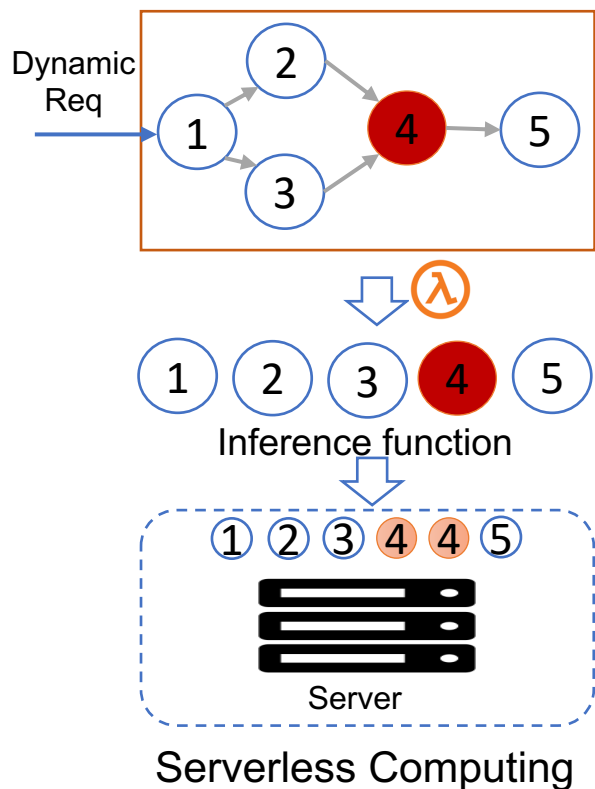 Dynamic
Req
1
2
3
4
5
λ
1 2 3 4 5
Inference function
1 2 3 4 4 5
Server
Serverless Computing